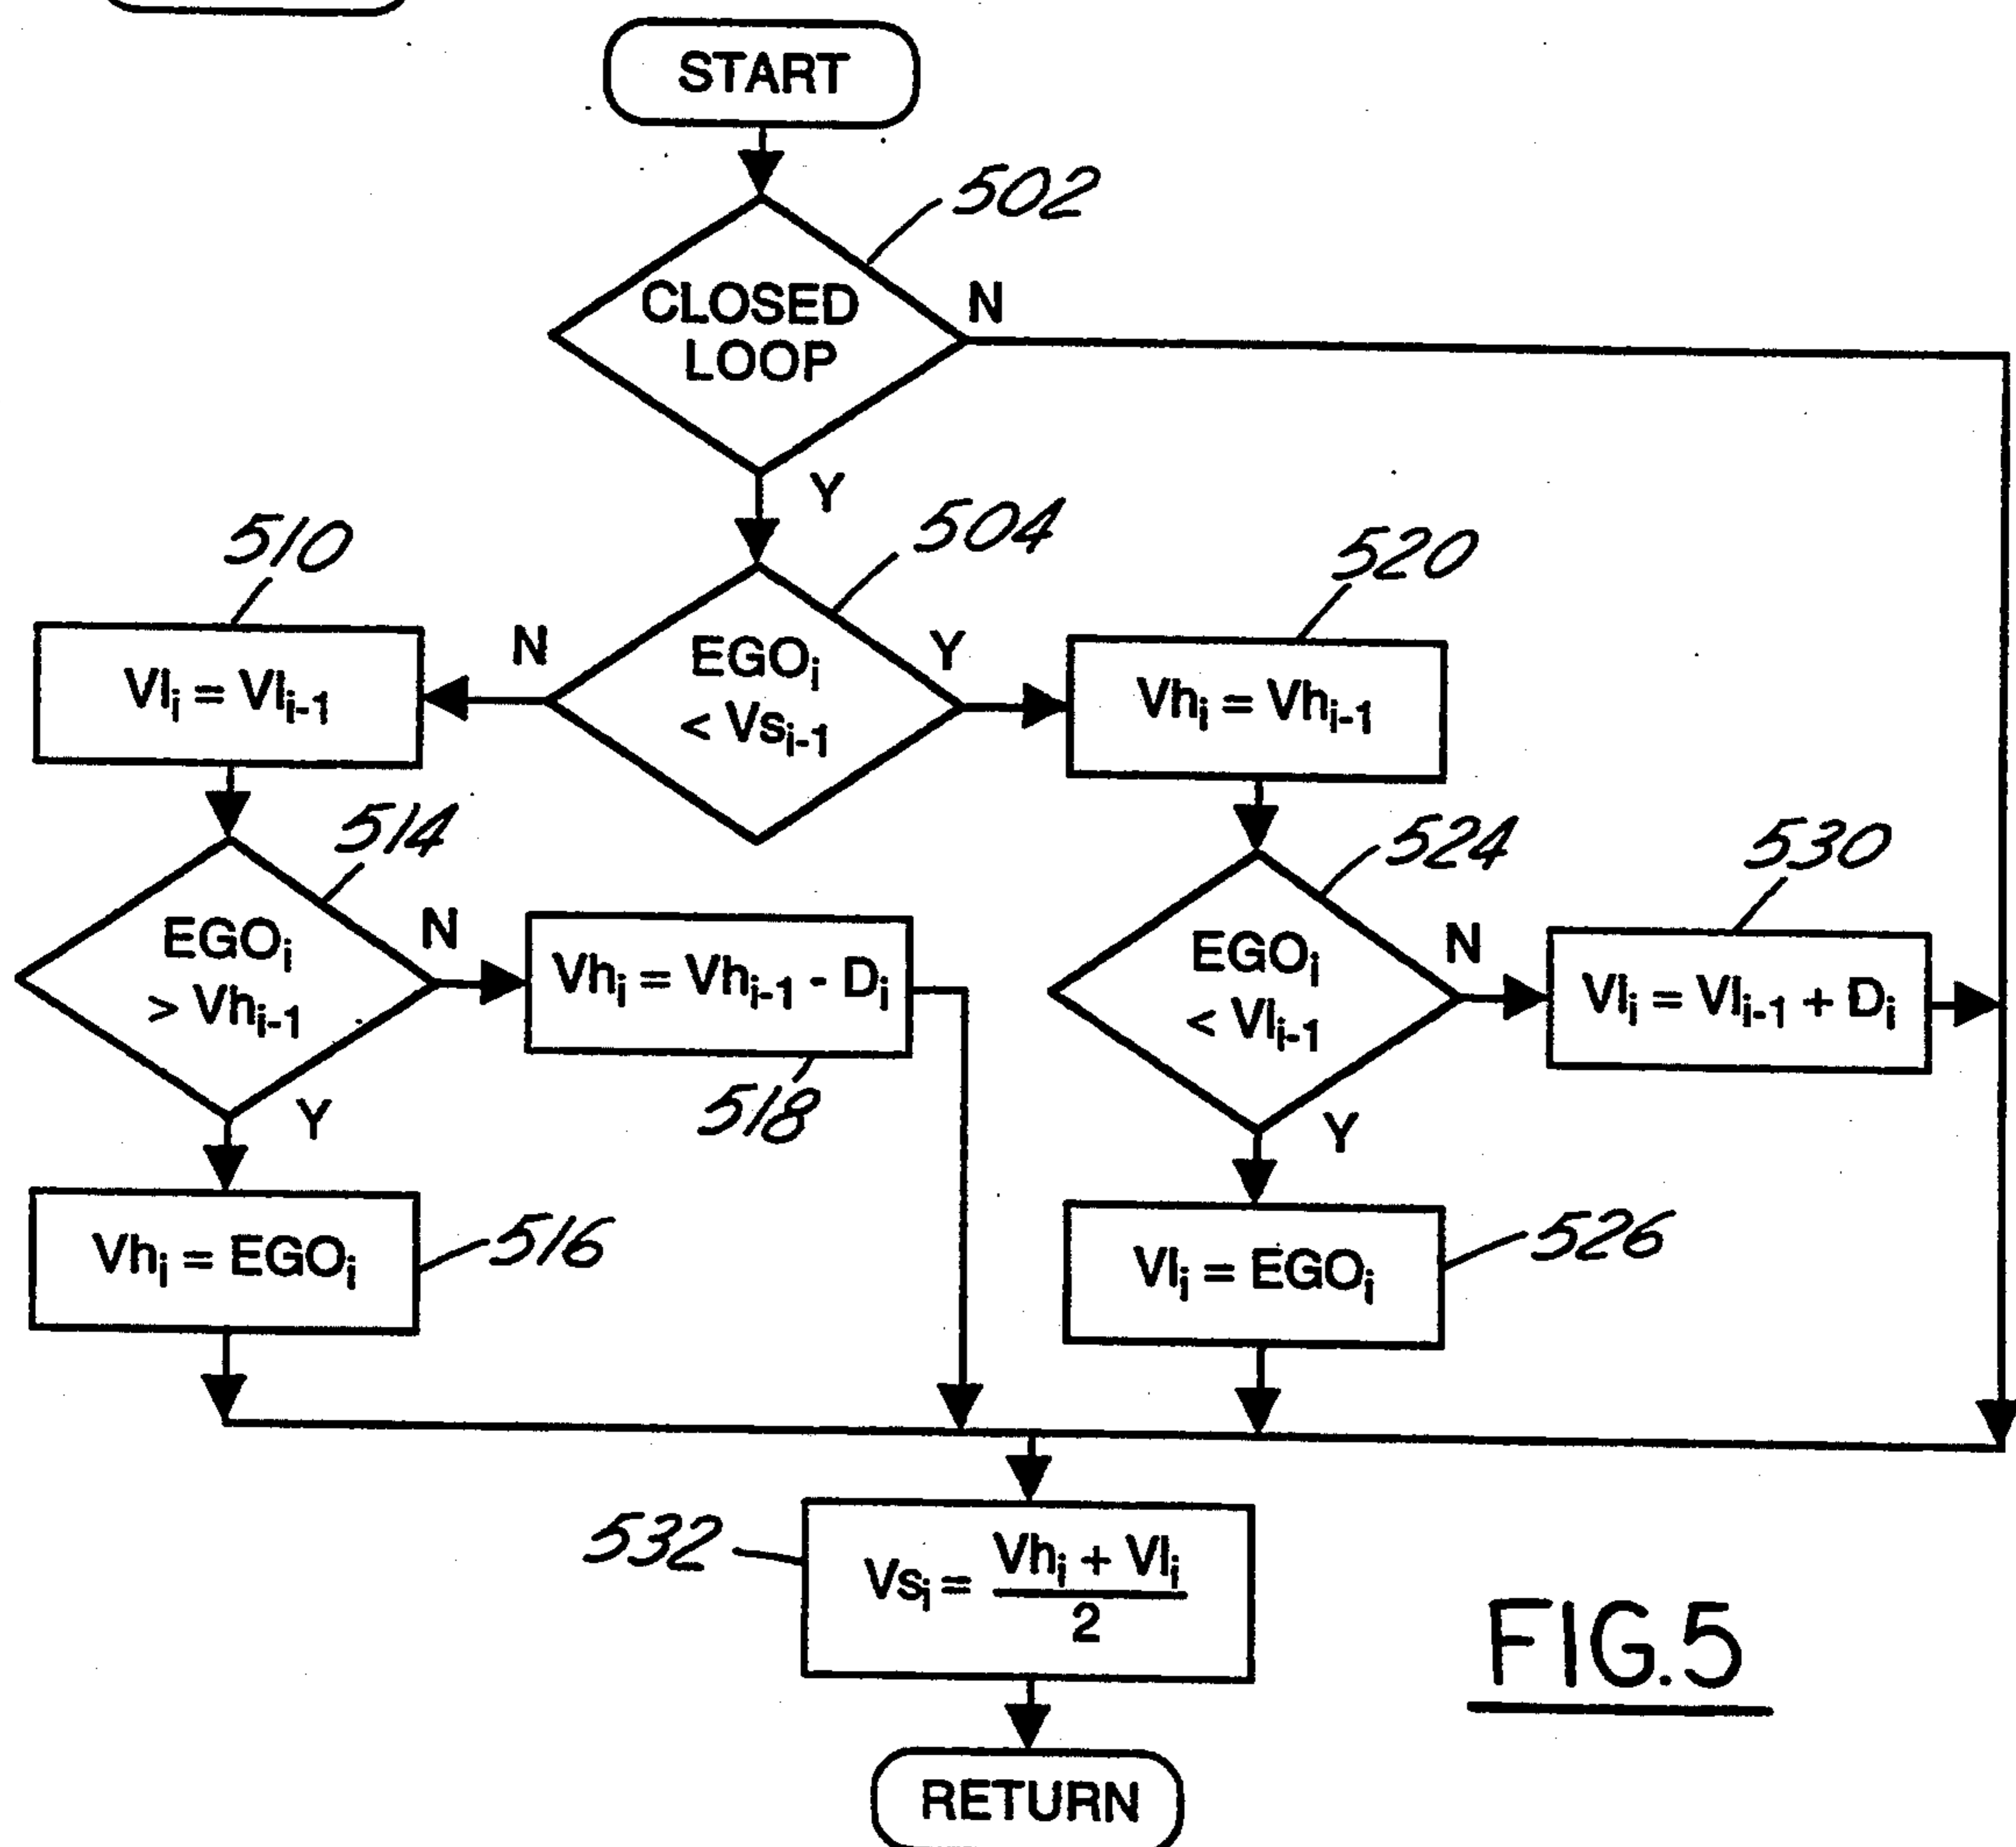 START
502
CLOSED
LOOP
N
Y
504
510
520
EGOi
< Vsi-1
N
Y
Vli = Vli-1
Vhi = Vhi-1
514
524
530
EGOi
> Vhi-1
N
Y
Vhi = Vhi-1 - Di
518
EGOi
< Vli-1
N
Y
Vli = Vli-1 + Di
Vhi = EGOi
516
Vli = EGOi
526
532
Vsi = Vhi + Vli
2
RETURN
FIG.5